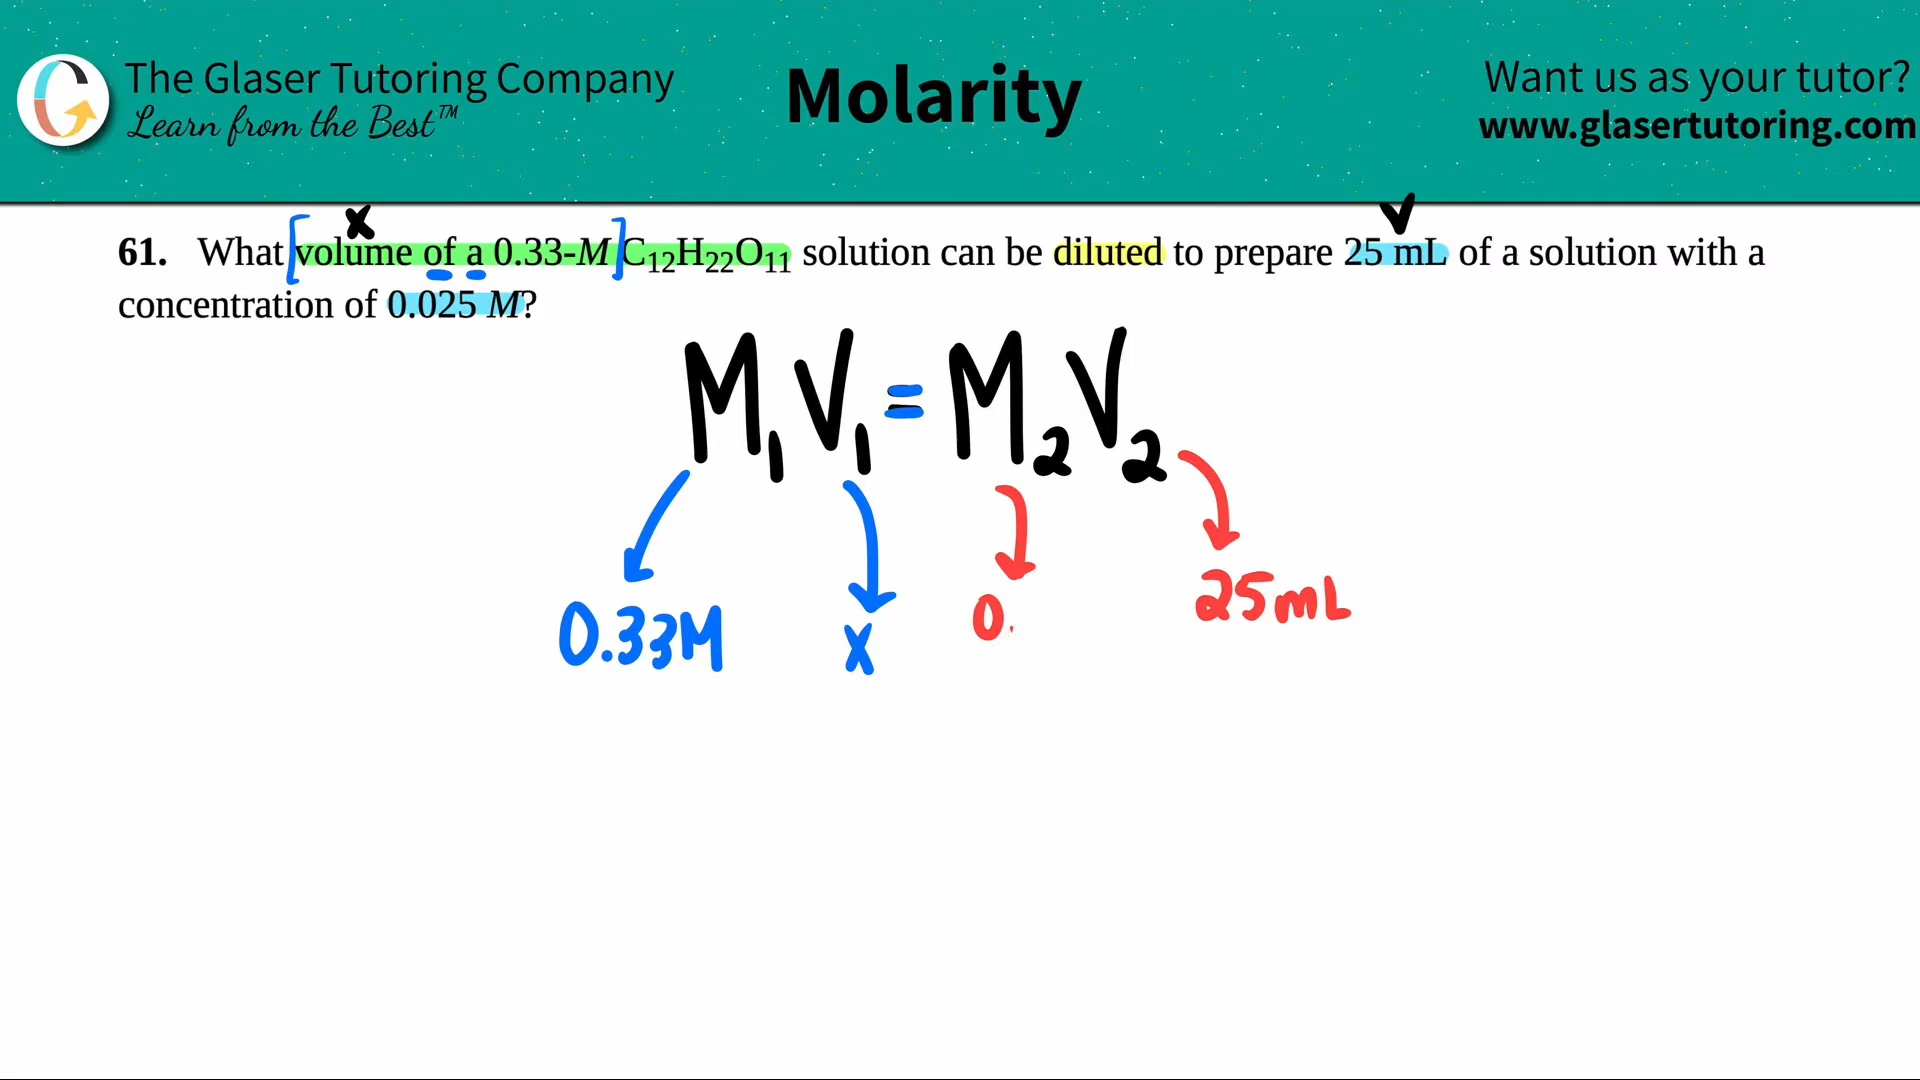 The Glaser Tutoring Company
Learn from the Best™
Molarity
Want us as your tutor?
www.glasertutoring.com
x ✓
61. What [volume of a 0.33-M] C₁₂H₂₂O₁₁ solution can be diluted to prepare 25 mL of a solution with a
concentration of 0.025 M?
M₁V₁=M₂V₂
0.33M x 0. 25mL